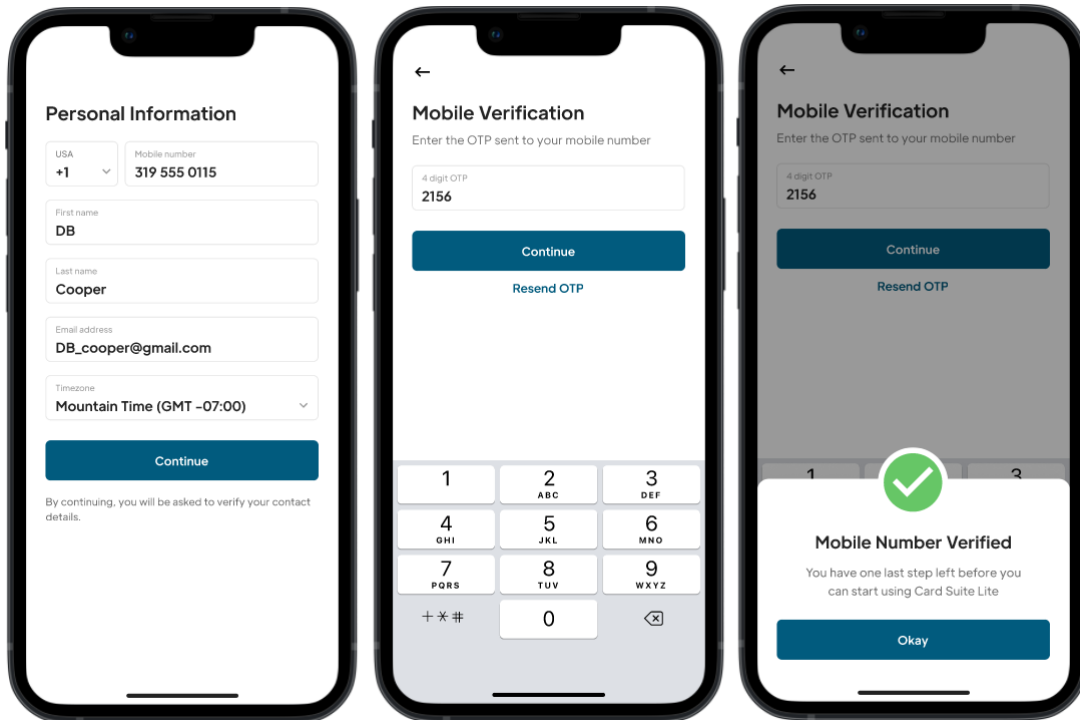 Personal Information
USA
+1
Mobile number
319 555 0115
First name
DB
Last name
Cooper
Email address
DB_cooper@gmail.com
Timezone
Mountain Time (GMT -07:00)
Continue
By continuing, you will be asked to verify your contact
details.
←
Mobile Verification
Enter the OTP sent to your mobile number
4 digit OTP
2156
Continue
Resend OTP
1 2 3
ABC DEF
4 5 6
GHI JKL MNO
7 8 9
PQRS TUV WXYZ
+*# 0
←
Mobile Verification
Enter the OTP sent to your mobile number
4 digit OTP
2156
Continue
Resend OTP
1 3
Mobile Number Verified
You have one last step left before you
can start using Card Suite Lite
Okay